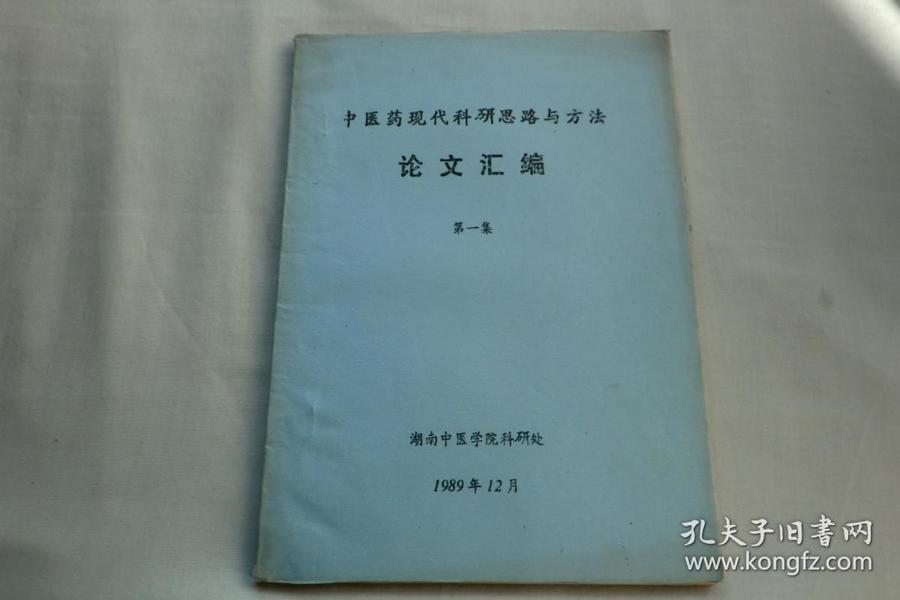 中医药现代科研思路与方法
论文汇编
第一集
湖南中医学院科研处
1989年12月
孔夫子旧书网
www.kongfz.com